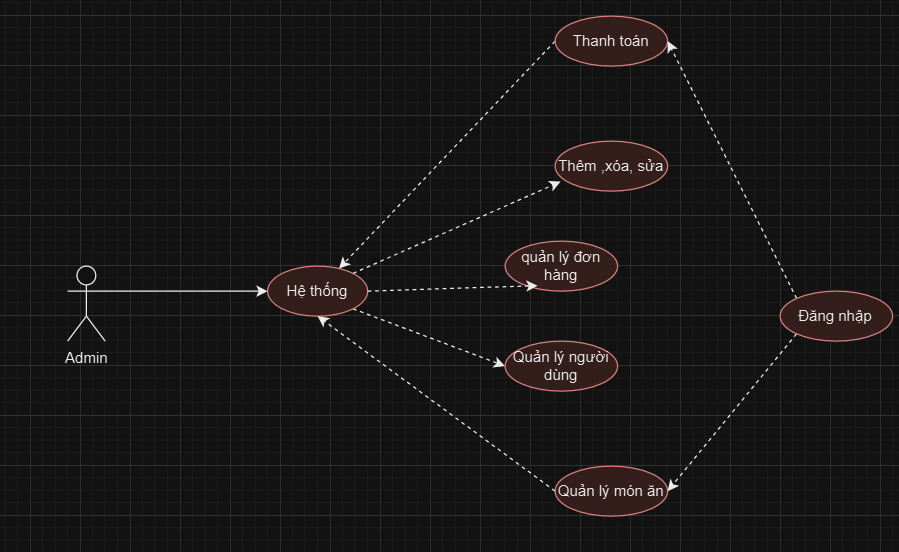 Thanh toán
Thêm ,xóa, sửa
quản lý đơn
hàng
Hệ thống
Đăng nhập
Admin
Quản lý người
dùng
Quản lý món ăn